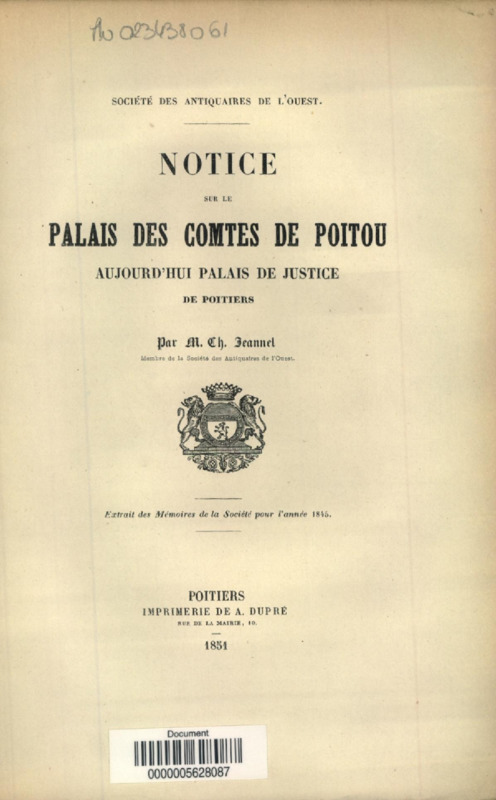 Mo 023438061
SOCIÉTÉ DES ANTIQUAIRES DE L'OUEST.
NOTICE
SUR LE
PALAIS DES COMTES DE POITOU
AUJOURD'HUI PALAIS DE JUSTICE
DE POITIERS
Par M. Ch. Jeannel
Membre de la Société des Antiquaires de l'Ouest.
Extrait des Mémoires de la Société pour l'année 1845.
POITIERS
IMPRIMERIE DE A. DUPRÉ
RUE DE LA MAIRIE, 10.
1851
Document
0000005628087